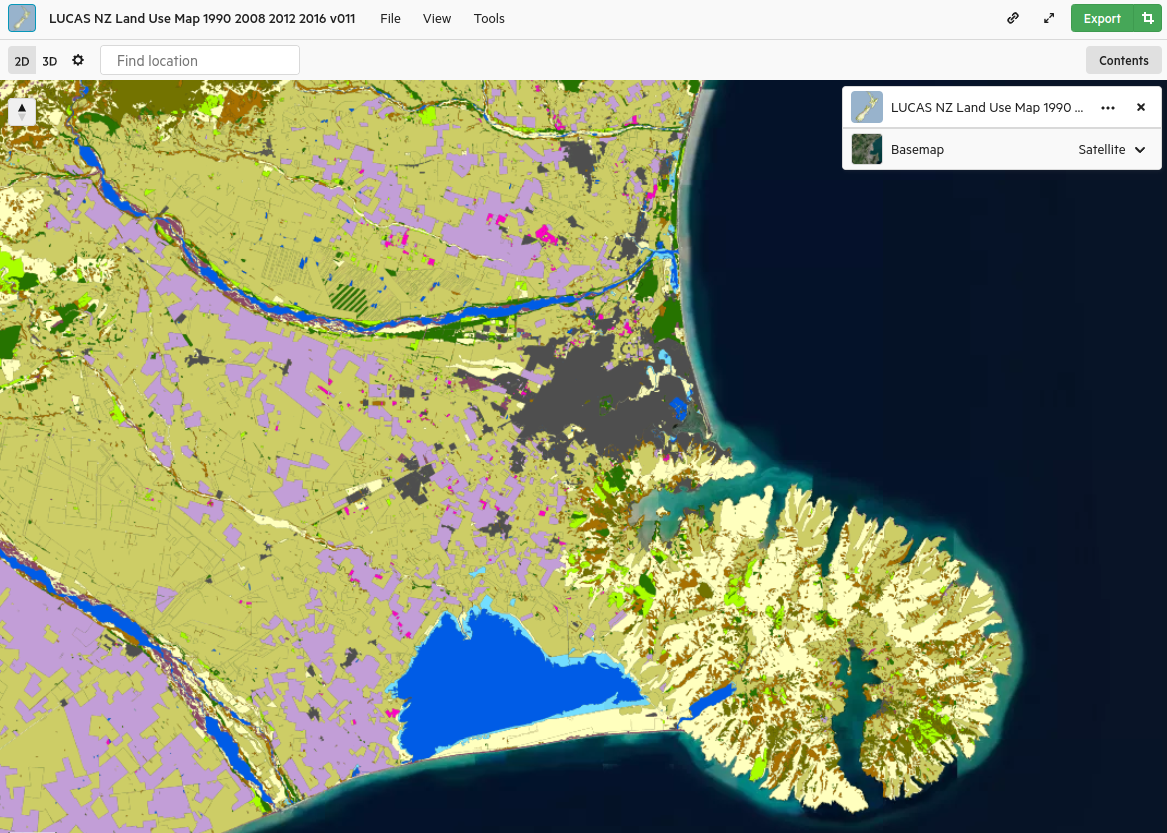 LUCAS NZ Land Use Map 1990 2008 2012 2016 v011 File View Tools Export
2D 3D Find location Contents
LUCAS NZ Land Use Map 1990 ...
Basemap Satellite